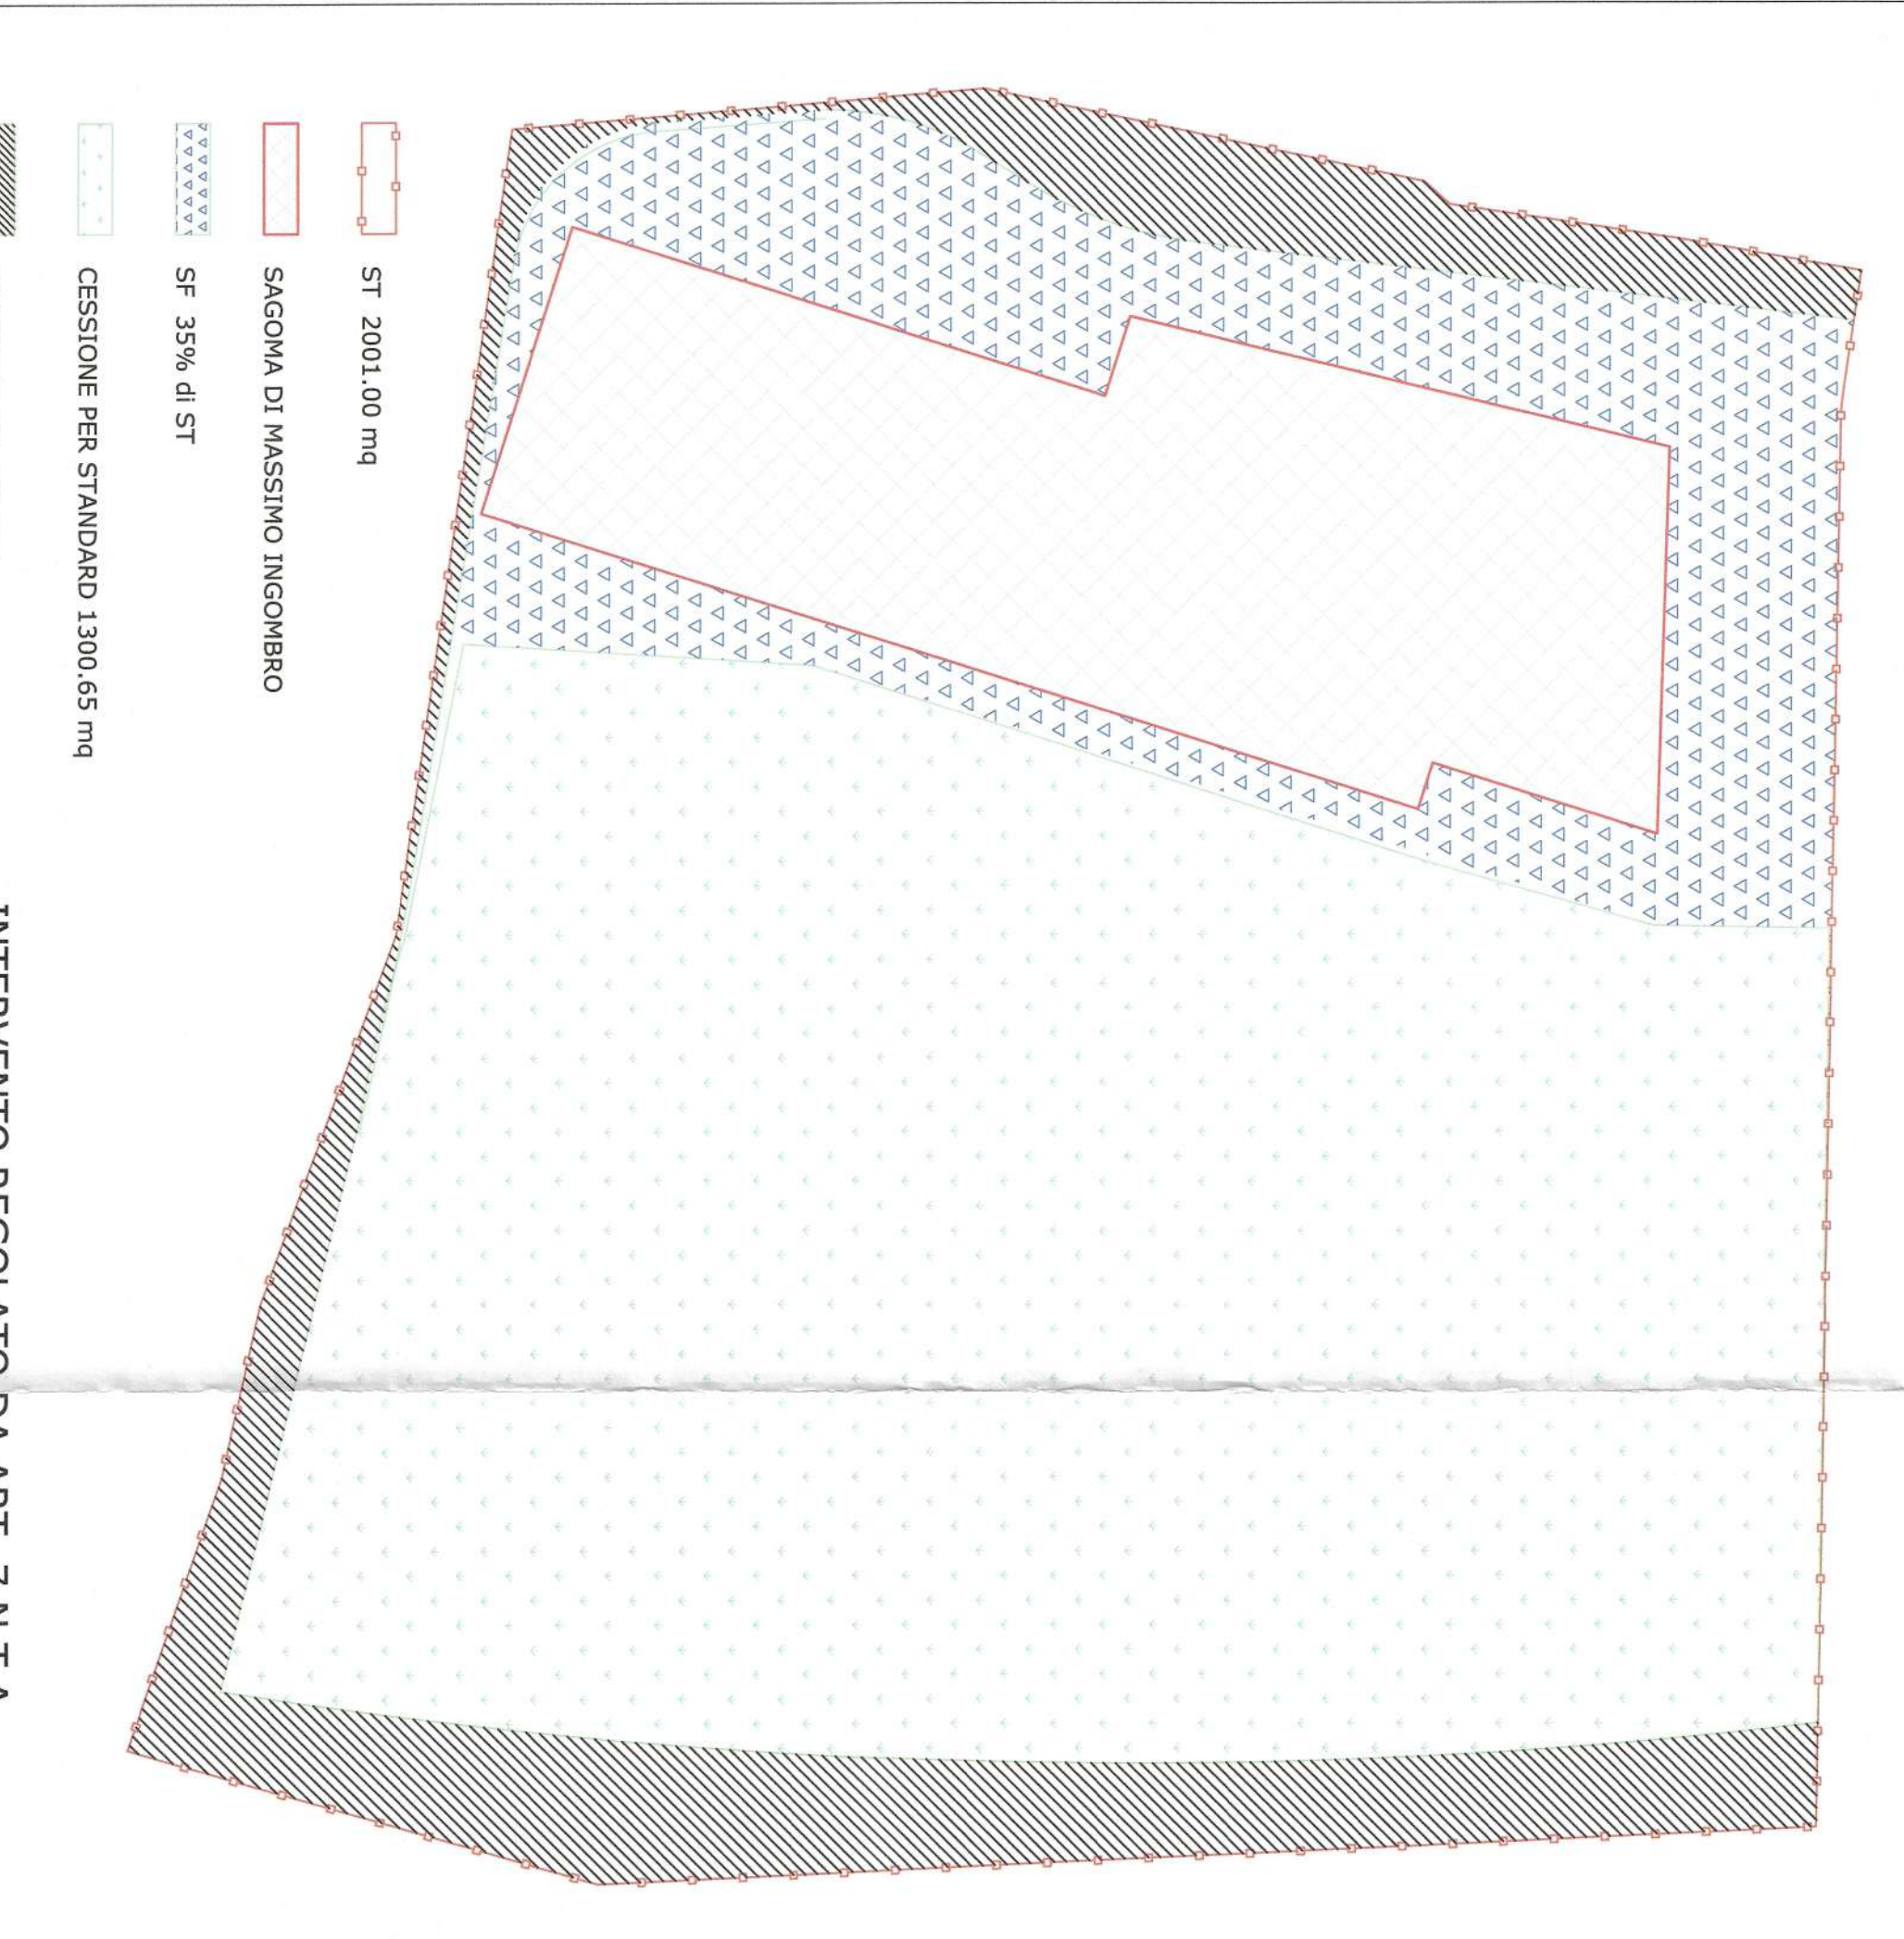 ST 2001.00 mq
SAGOMA DI MASSIMO INGOMBRO
SF 35% di ST
CESSIONE PER STANDARD 1300.65 mq